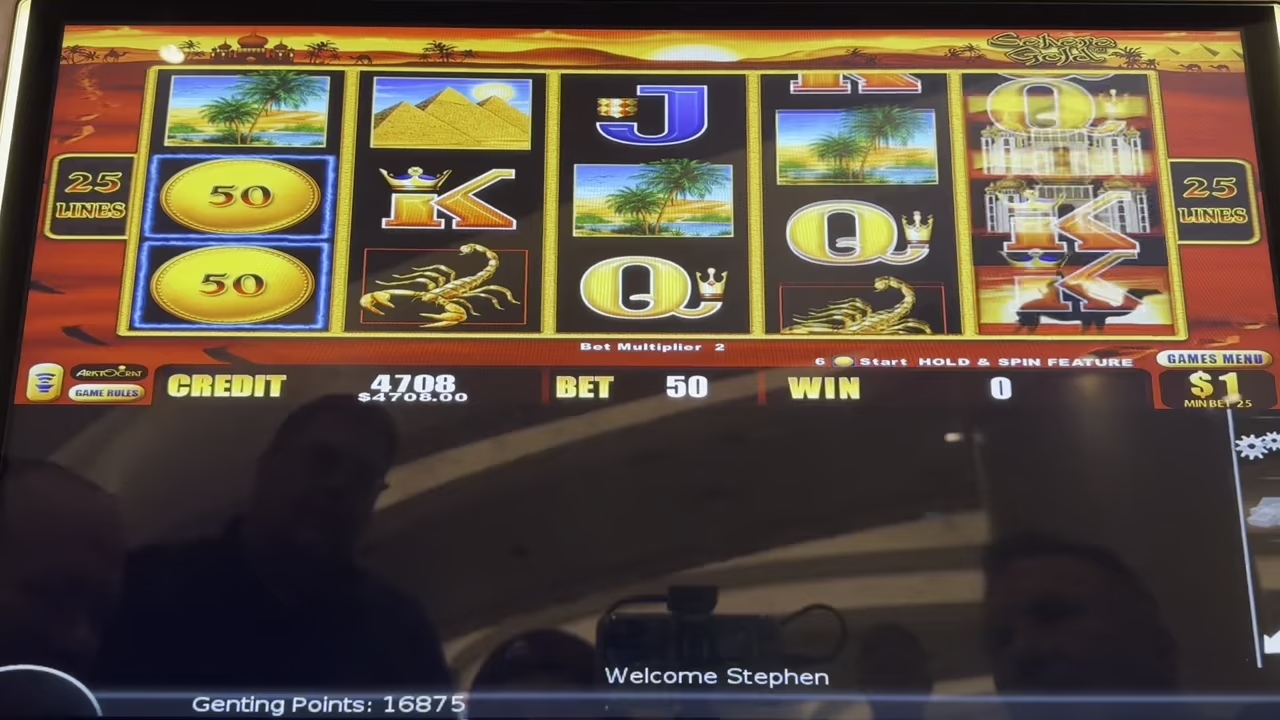 Sahara Gold
K
Q
J
50
25 LINES
25 LINES
K
K
Q
50
Q
K
Bet Multiplier 2
6 Start HOLD & SPIN FEATURE
GAMES MENU
ARISTOCRAT
GAME RULES
CREDIT 4708
$4708.00
BET 50
WIN 0
$1
MIN BET 25
Welcome Stephen
Genting Points: 16875